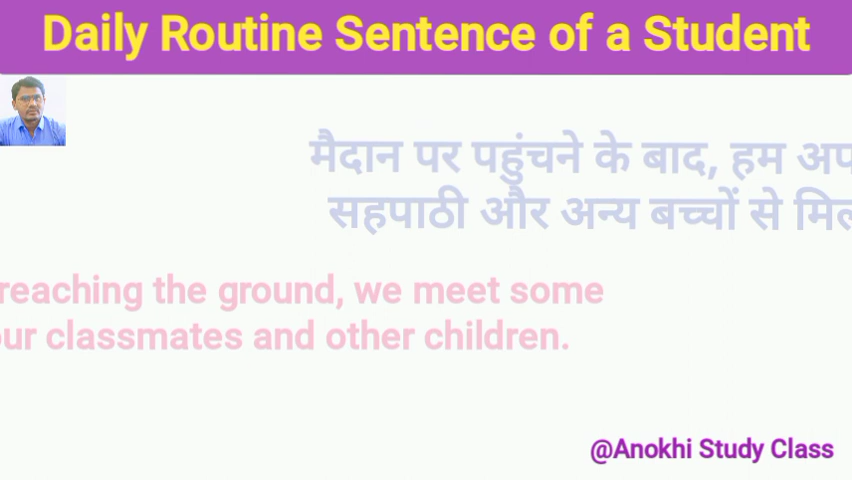 Daily Routine Sentence of a Student
मैदान पर पहुंचने के बाद, हम
सहपाठी और अन्य बच्चों से
reaching the ground, we meet some
classmates and other children.
@Anokhi Study Class